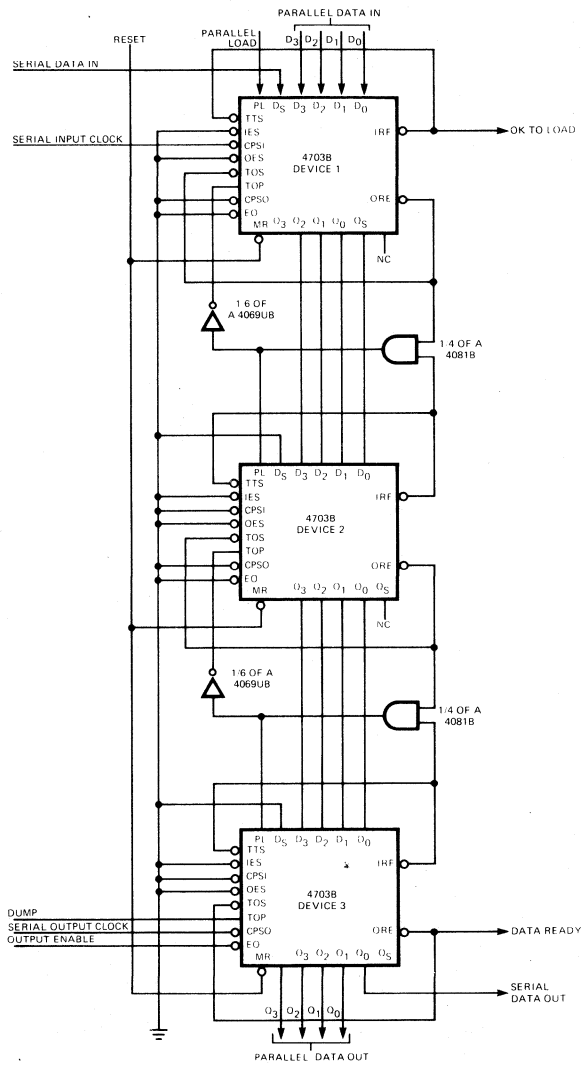 PARALLEL DATA IN
RESET
PARALLEL LOAD
D3 D2 D1 D0
SERIAL DATA IN
PL DS D3 D2 D1 D0
TTS
IES
IRF
OK TO LOAD
SERIAL INPUT CLOCK
CPSI
OES
4703B
DEVICE 1
TOS
TOP
CPSO
ORE
EO
MR Q3 Q2 Q1 Q0 QS
NC
1 6 OF
A 4069UB
1/4 OF A
4081B
PL DS D3 D2 D1 D0
TTS
IES
IRF
CPSI
OES
4703B
DEVICE 2
TOS
TOP
CPSO
ORE
EO
MR Q3 Q2 Q1 Q0 QS
NC
1/6 OF A
4069UB
1/4 OF A
4081B
PL DS D3 D2 D1 D0
TTS
IES
IRF
CPSI
OES
4703B
DEVICE 3
TOS
DUMP
TOP
SERIAL OUTPUT CLOCK
CPSO
ORE
DATA READY
OUTPUT ENABLE
EO
MR Q3 Q2 Q1 Q0 QS
SERIAL
DATA OUT
Q3 Q2 Q1 Q0
PARALLEL DATA OUT